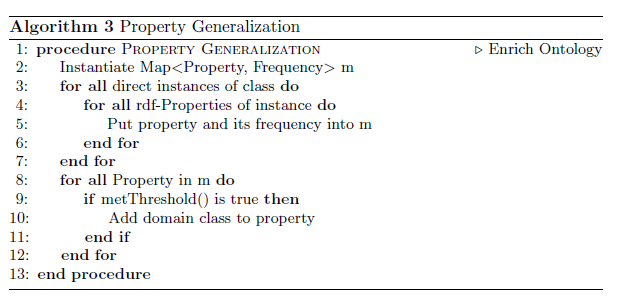 Algorithm 3 Property Generalization
1: procedure Property Generalization ▷ Enrich Ontology
2: Instantiate Map<Property, Frequency> m
3: for all direct instances of class do
4: for all rdf-Properties of instance do
5: Put property and its frequency into m
6: end for
7: end for
8: for all Property in m do
9: if metThreshold() is true then
10: Add domain class to property
11: end if
12: end for
13: end procedure